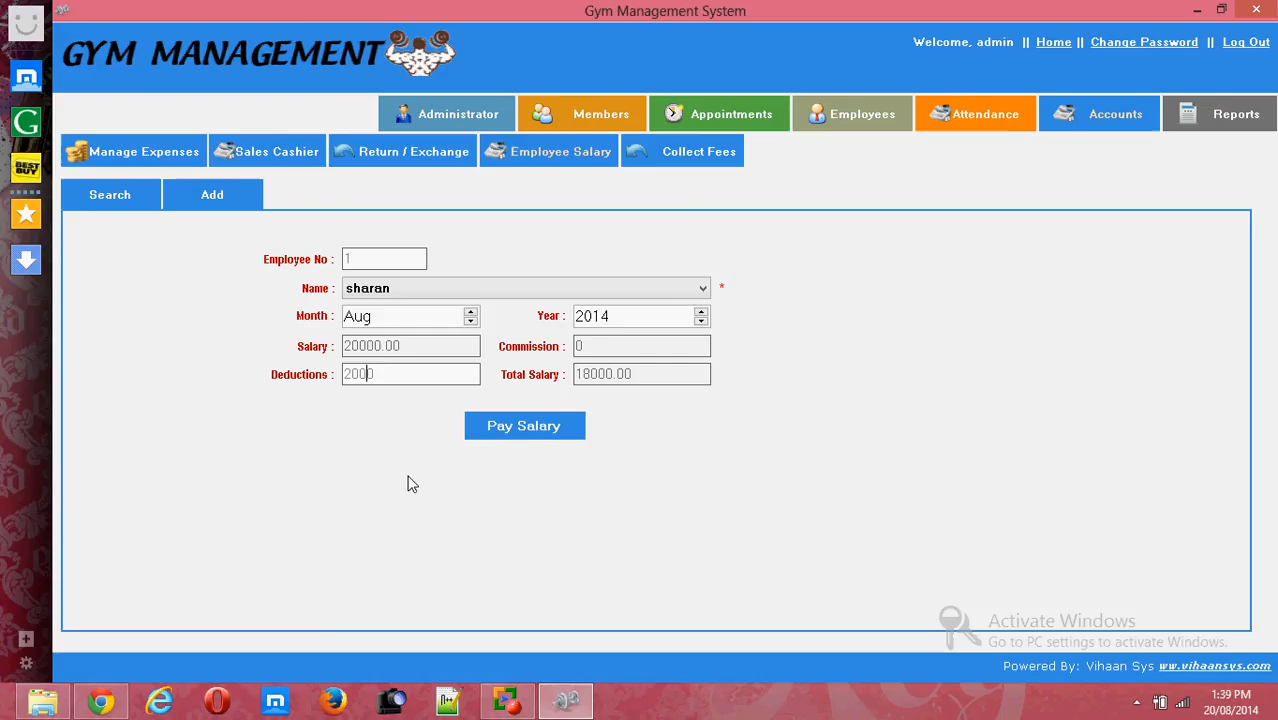 Gym Management System
GYM MANAGEMENT
Welcome, admin || Home || Change Password || Log Out
Administrator Members Appointments Employees Attendance Accounts Reports
Manage Expenses Sales Cashier Return / Exchange Employee Salary Collect Fees
Search Add
Employee No : 1
Name : sharan *
Month : Aug Year : 2014
Salary : 20000.00 Commission : 0
Deductions : 2000 Total Salary : 18000.00
Pay Salary
Activate Windows
Go to PC settings to activate Windows.
Powered By: Vihaan Sys ww.vihaansys.com
G
BEST BUY
1:39 PM
20/08/2014